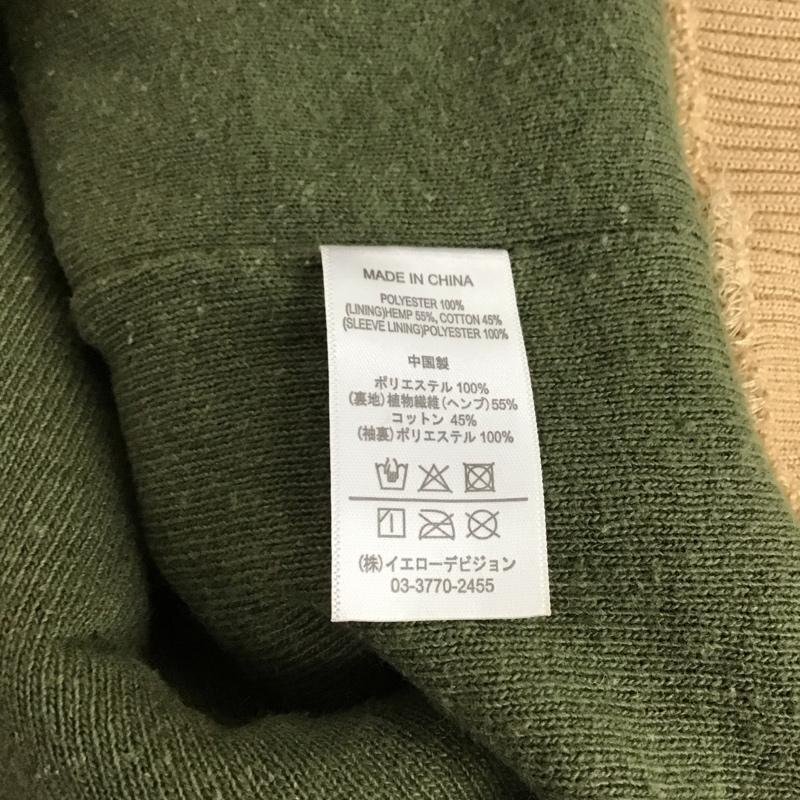 MADE IN CHINA
POLYESTER 100%
(LINING)HEMP 55%, COTTON 45%
(SLEEVE LINING)POLYESTER 100%
中国製
ポリエステル 100%
(裏地)植物繊維(ヘンプ)55%
コットン 45%
(袖裏)ポリエステル 100%
(株)イエローデビジョン
03-3770-2455